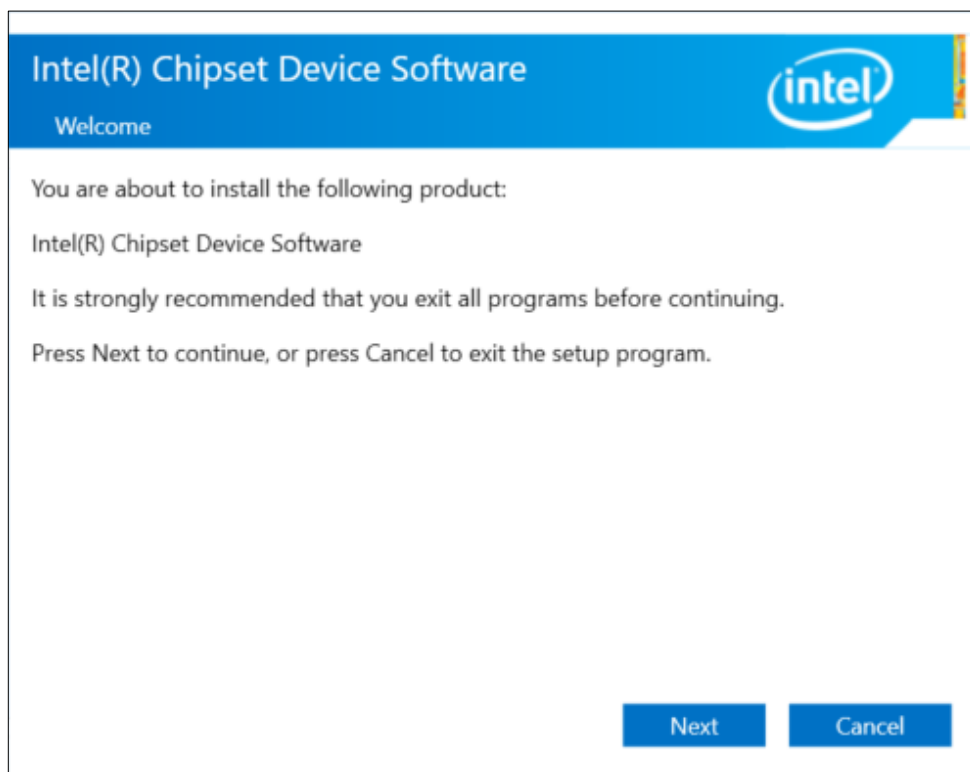 Intel(R) Chipset Device Software
intel
Welcome
You are about to install the following product:
Intel(R) Chipset Device Software
It is strongly recommended that you exit all programs before continuing.
Press Next to continue, or press Cancel to exit the setup program.
Next
Cancel